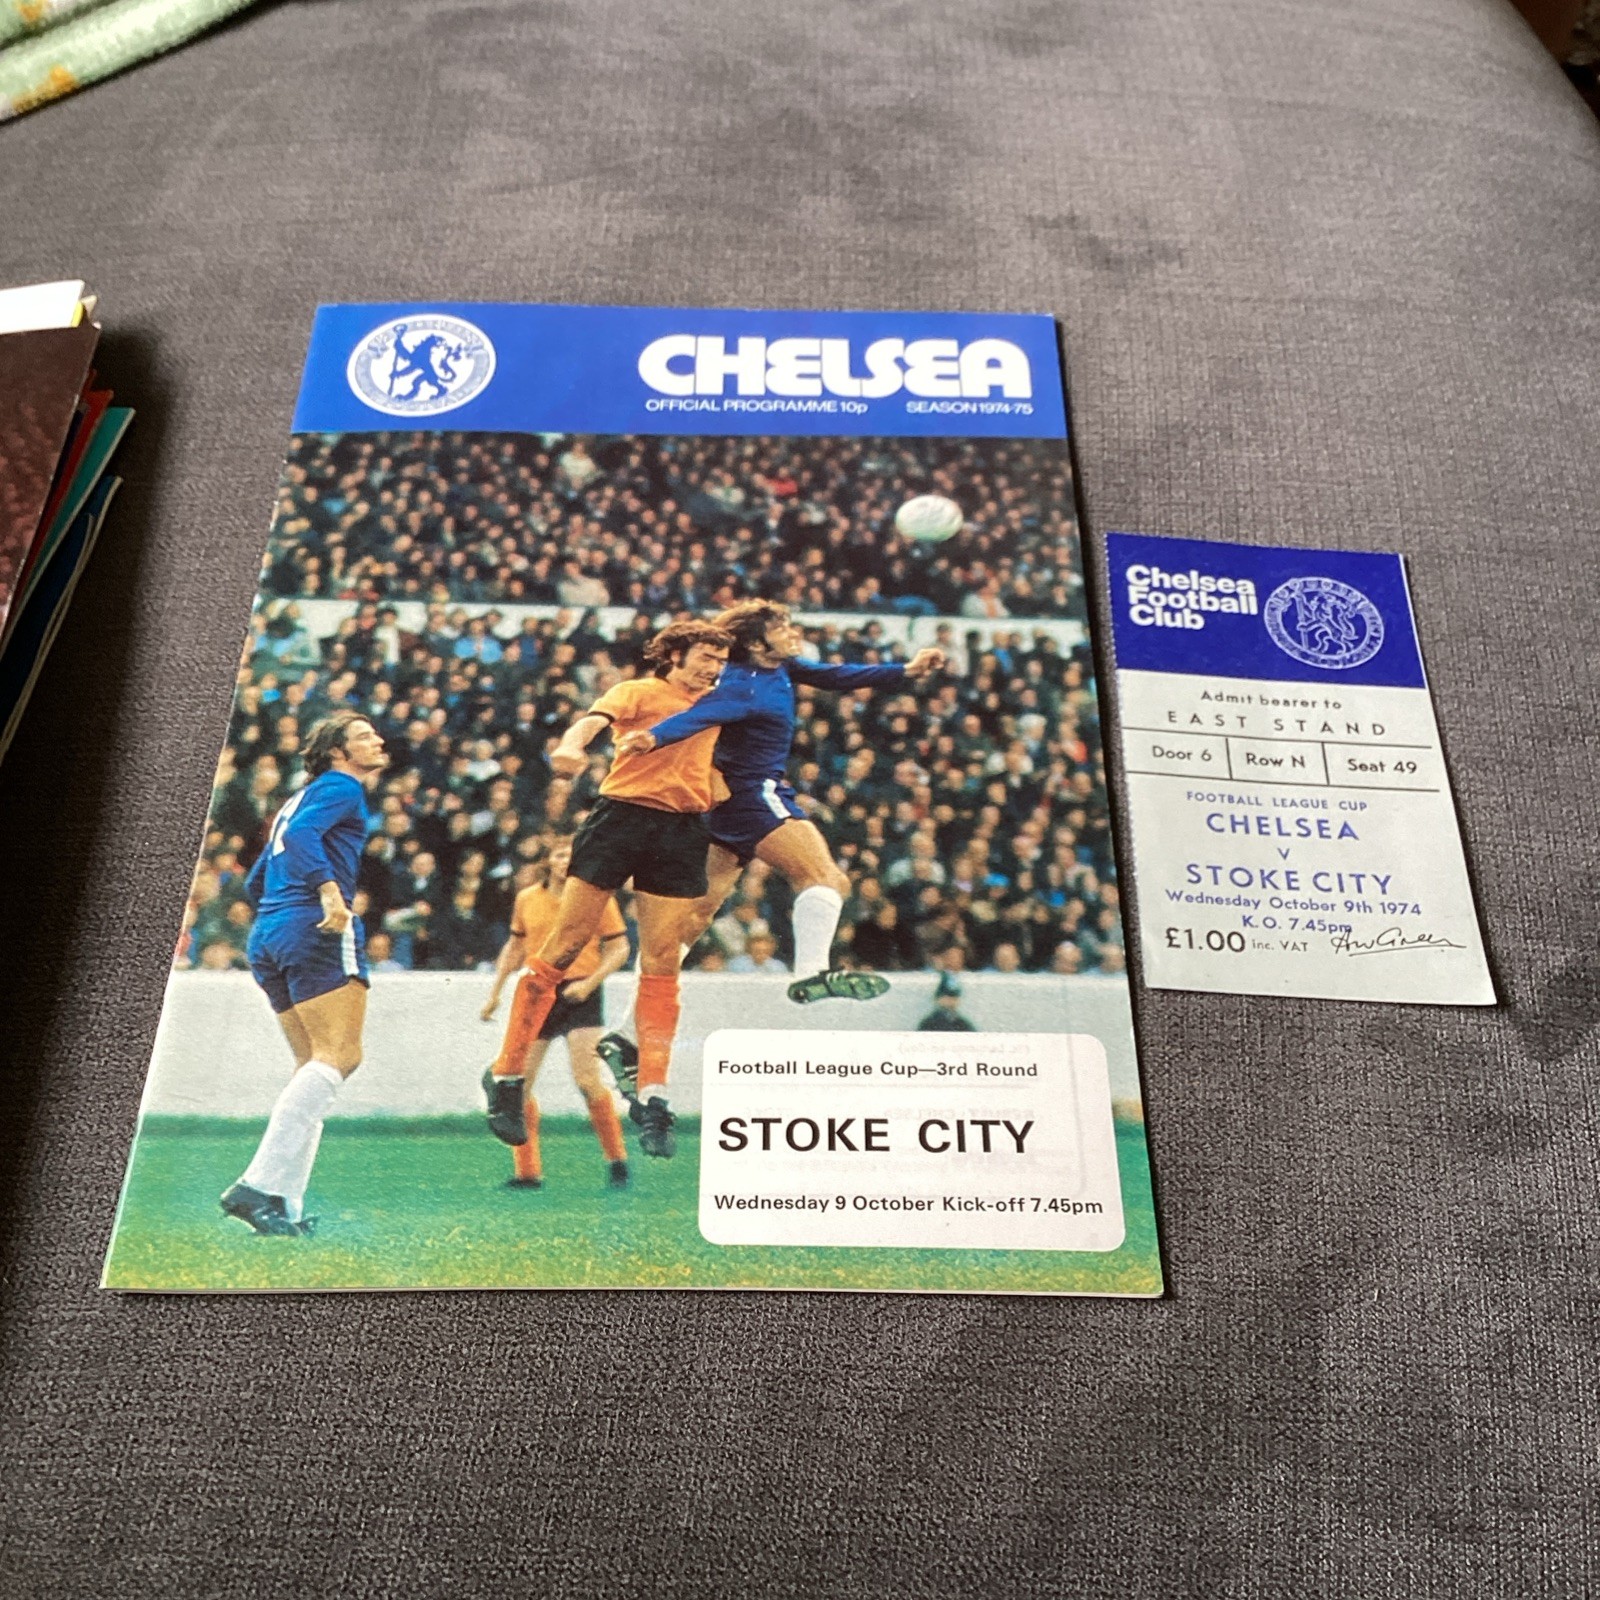 CHELSEA
OFFICIAL PROGRAMME 10p SEASON 1974-75
Football League Cup—3rd Round
STOKE CITY
Wednesday 9 October Kick-off 7.45pm
Chelsea
Football
Club
Admit bearer to
EAST STAND
Door 6 Row N Seat 49
FOOTBALL LEAGUE CUP
CHELSEA
V
STOKE CITY
Wednesday October 9th 1974
K.O. 7.45pm
£1.00 inc. VAT